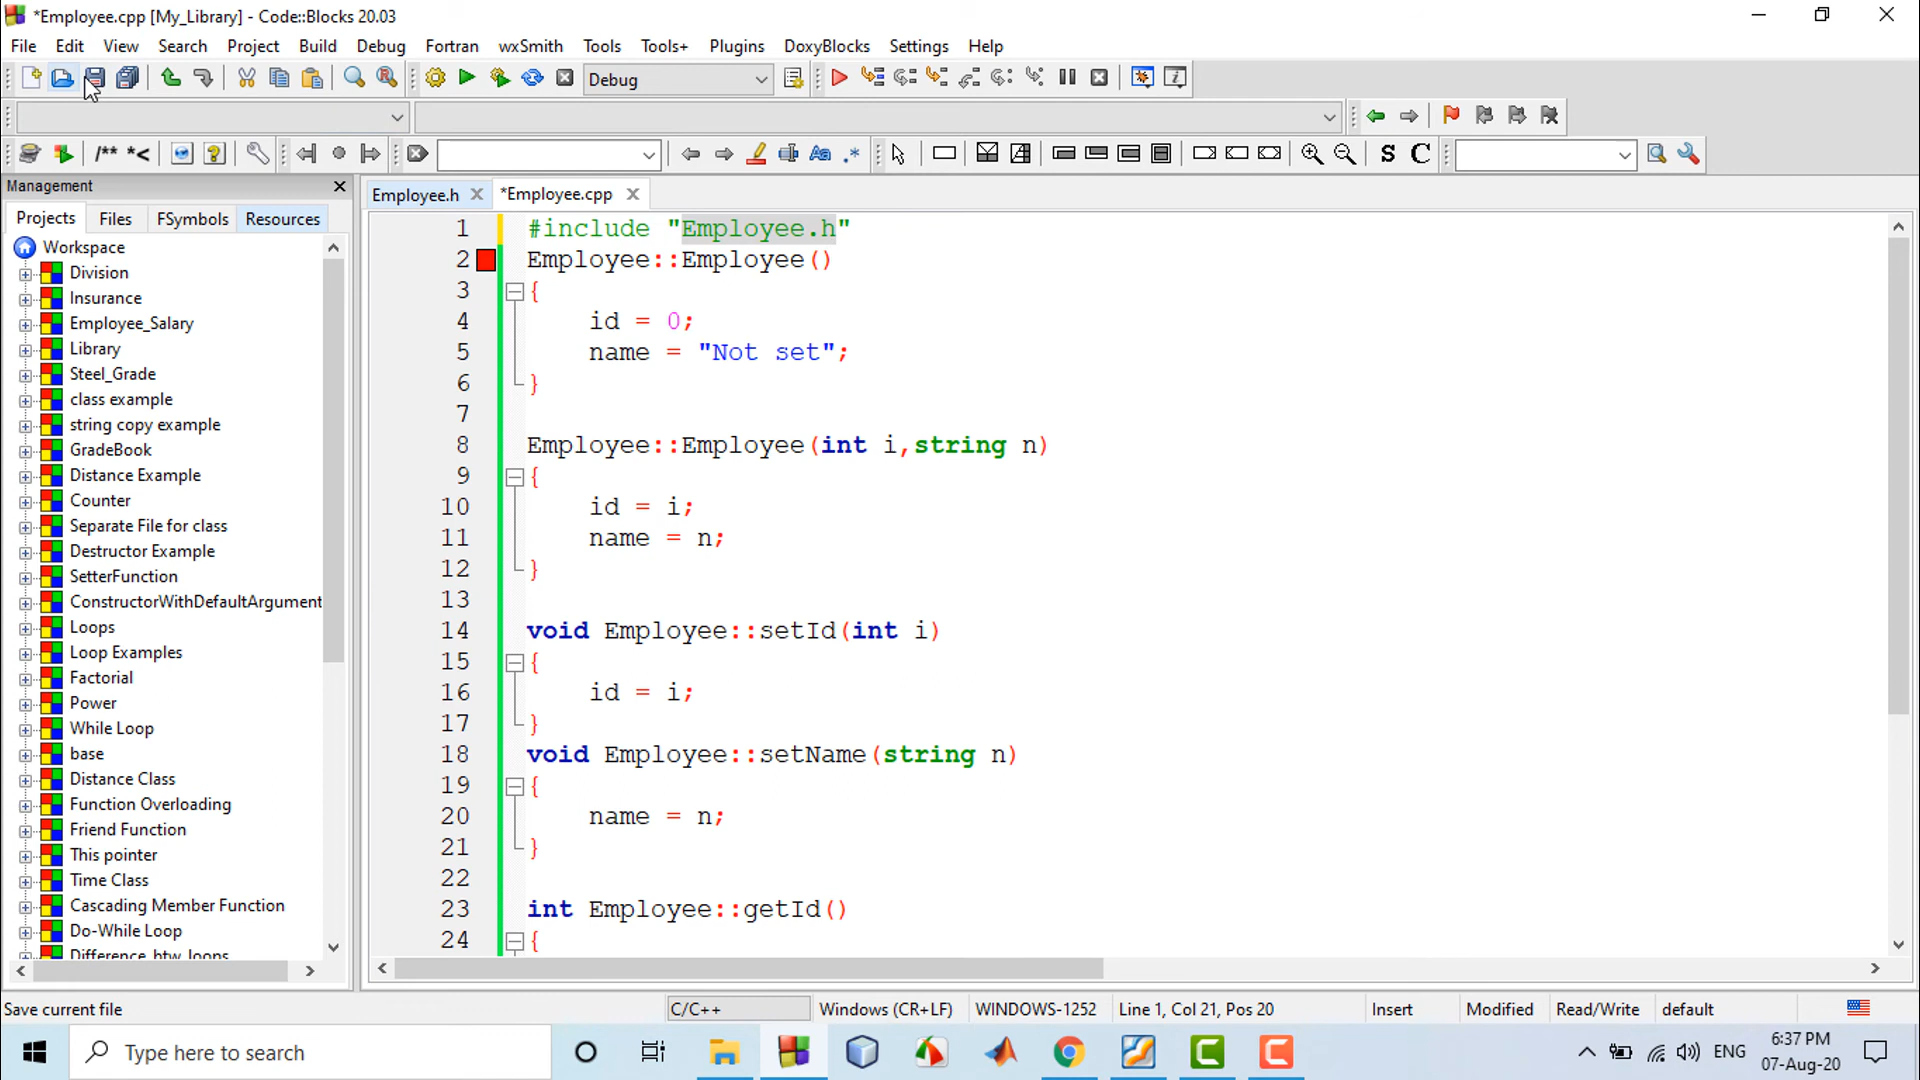 *Employee.cpp [My_Library] - Code::Blocks 20.03
File Edit View Search Project Build Debug Fortran wxSmith Tools Tools+ Plugins DoxyBlocks Settings Help
Debug
/** *<
Aa .*
S C
Management
Projects Files FSymbols Resources
Workspace
Division
Insurance
Employee_Salary
Library
Steel_Grade
class example
string copy example
GradeBook
Distance Example
Counter
Separate File for class
Destructor Example
SetterFunction
ConstructorWithDefaultArgument
Loops
Loop Examples
Factorial
Power
While Loop
base
Distance Class
Function Overloading
Friend Function
This pointer
Time Class
Cascading Member Function
Do-While Loop
Difference btw loops
Employee.h *Employee.cpp
1 #include "Employee.h"
2 Employee::Employee()
3 {
4 id = 0;
5 name = "Not set";
6 }
7
8 Employee::Employee(int i,string n)
9 {
10 id = i;
11 name = n;
12 }
13
14 void Employee::setId(int i)
15 {
16 id = i;
17 }
18 void Employee::setName(string n)
19 {
20 name = n;
21 }
22
23 int Employee::getId()
24 {
Save current file C/C++ Windows (CR+LF) WINDOWS-1252 Line 1, Col 21, Pos 20 Insert Modified Read/Write default
Type here to search
ENG
6:37 PM
07-Aug-20